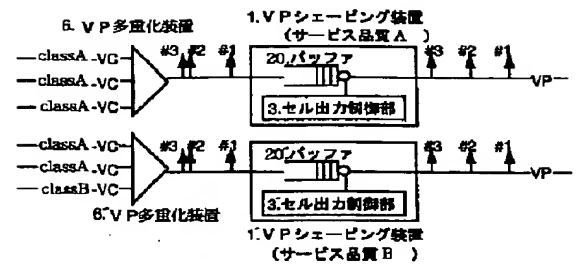 6. VP多重化装置
1.VPシェーピング装置
(サービス品質A)
classA-VC
classA-VC
classA-VC
#3 #2 #1
20.バッファ
3.セル出力制御部
#3 #2 #1
VP
classA-VC
classA-VC
classB-VC
#3 #2 #1
20.バッファ
3.セル出力制御部
#3 #2 #1
VP
6.VP多重化装置
1.VPシェーピング装置
(サービス品質B)